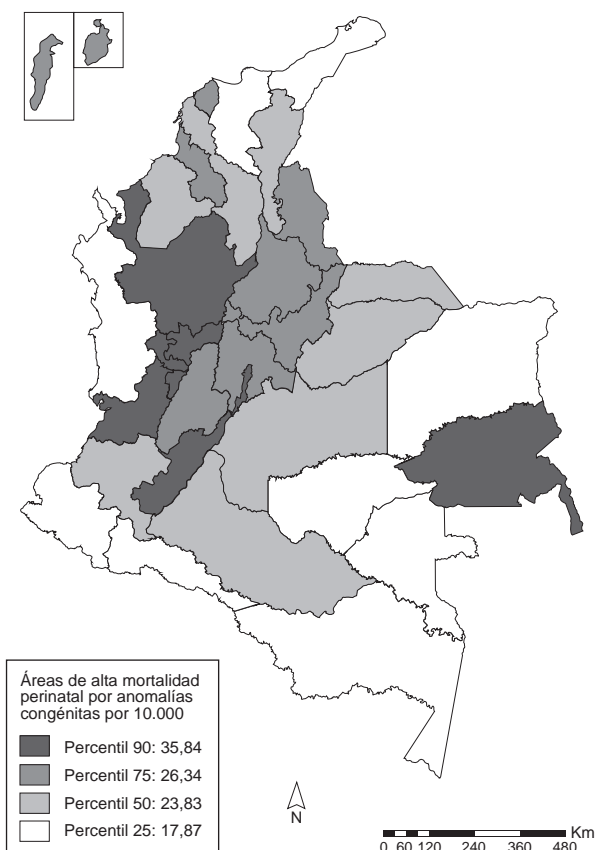 Áreas de alta mortalidad
perinatal por anomalías
congénitas por 10.000
Percentil 90: 35,84
Percentil 75: 26,34
Percentil 50: 23,83
Percentil 25: 17,87
N
Km
0 60 120 240 360 480